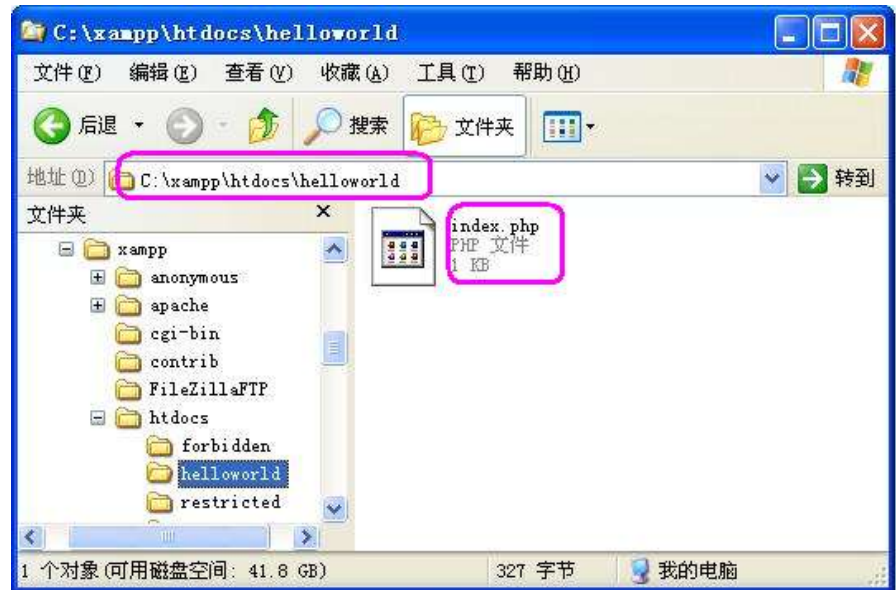 C:\xampp\htdocs\helloworld
文件(F) 编辑(E) 查看(V) 收藏(A) 工具(T) 帮助(H)
后退 搜索 文件夹
地址(D) C:\xampp\htdocs\helloworld 转到
文件夹
xampp
anonymous
apache
cgi-bin
contrib
FileZillaFTP
htdocs
forbidden
helloworld
restricted
index.php
PHP 文件
1 KB
1 个对象(可用磁盘空间: 41.8 GB) 327 字节 我的电脑